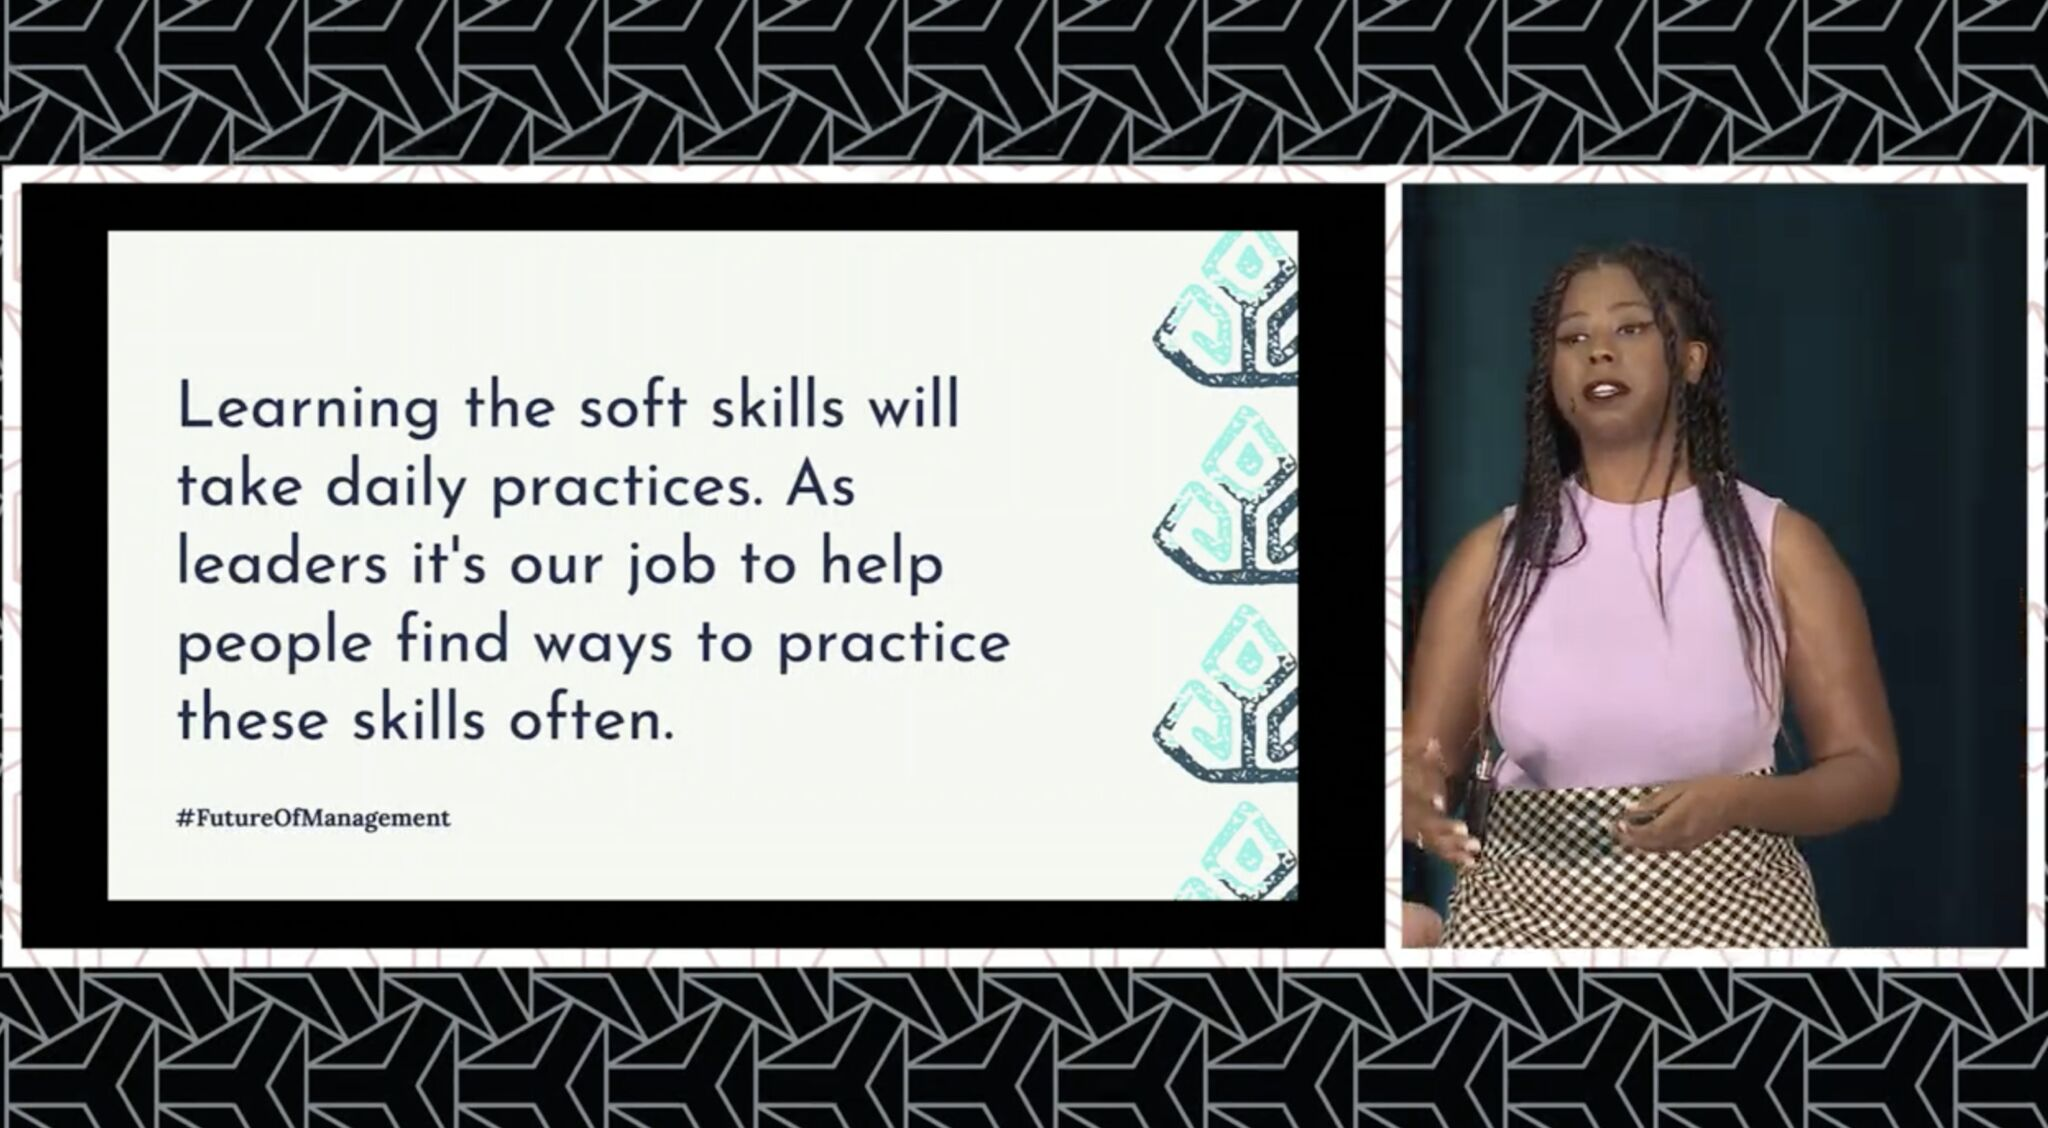 Learning the soft skills will
take daily practices. As
leaders it's our job to help
people find ways to practice
these skills often.
#FutureOfManagement